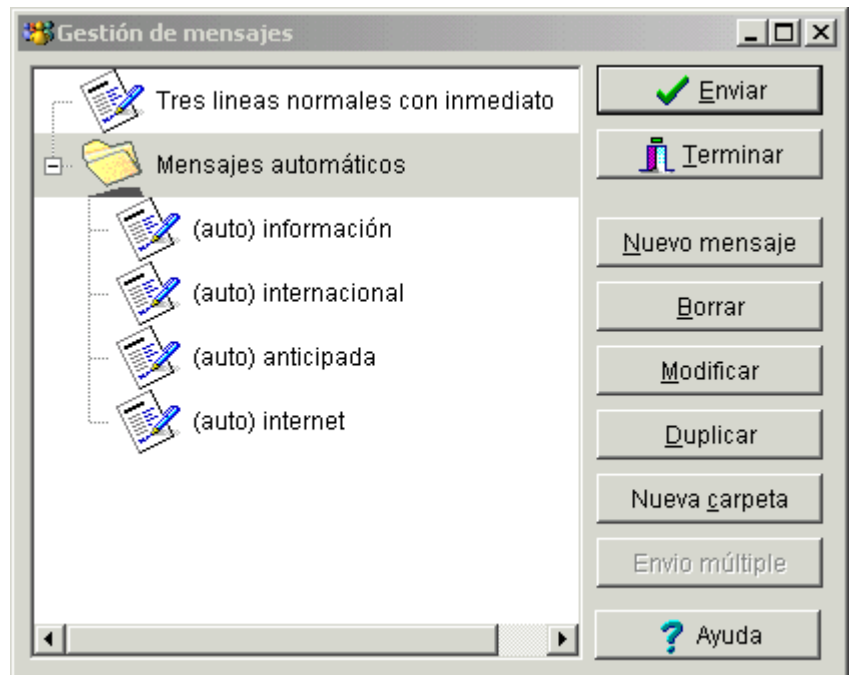 Gestión de mensajes
Tres lineas normales con inmediato
Mensajes automáticos
(auto) información
(auto) internacional
(auto) anticipada
(auto) internet
Enviar
Terminar
Nuevo mensaje
Borrar
Modificar
Duplicar
Nueva carpeta
Envio múltiple
? Ayuda